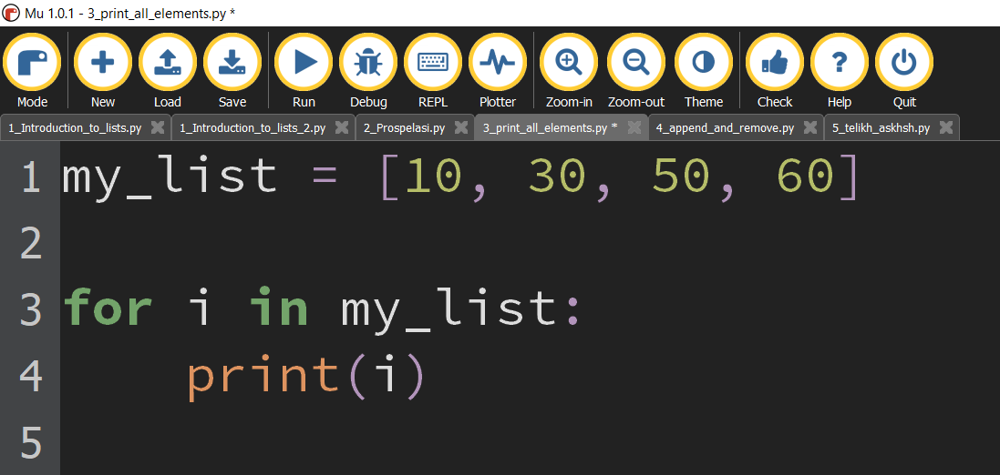 Mu 1.0.1 - 3_print_all_elements.py *
Mode New Load Save Run Debug REPL Plotter Zoom-in Zoom-out Theme Check Help Quit
1_Introduction_to_lists.py 1_Introduction_to_lists_2.py 2_Prospelasi.py 3_print_all_elements.py * 4_append_and_remove.py 5_telikh_askhsh.py
1 my_list = [10, 30, 50, 60]
2
3 for i in my_list:
4     print(i)
5